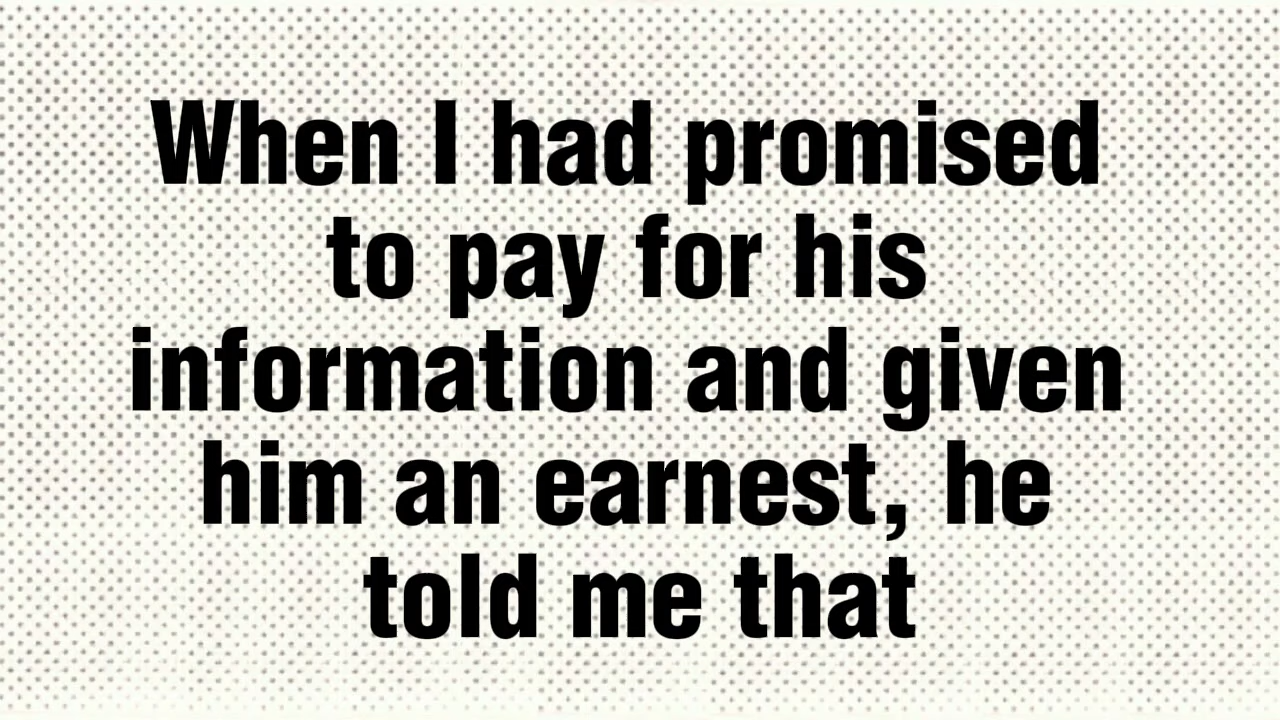 When I had promised
to pay for his
information and given
him an earnest, he
told me that